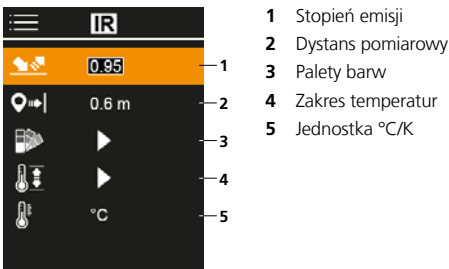 IR
0.95
1
0.6 m
2
3
4
°C
5
1 Stopień emisji
2 Dystans pomiarowy
3 Palety barw
4 Zakres temperatur
5 Jednostka °C/K